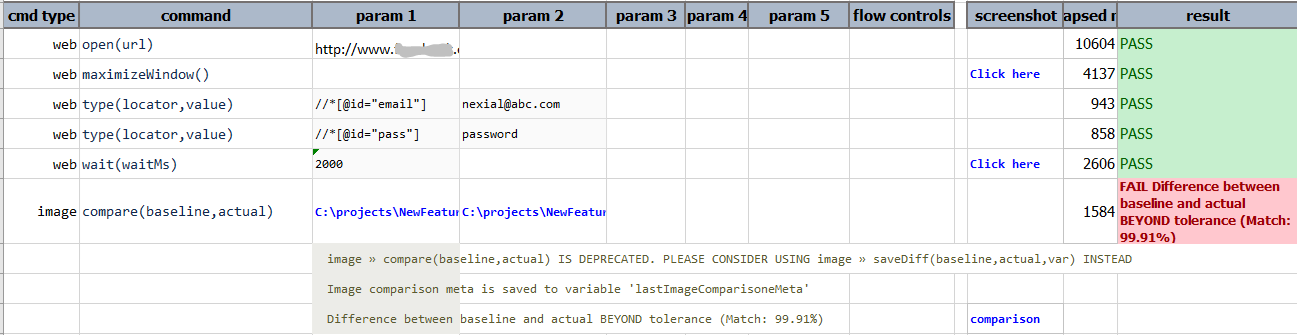 cmd type command param 1 param 2 param 3 param 4 param 5 flow controls screenshot result
web open(url) http://www. 10604 PASS
web maximizeWindow() Click here 4137 PASS
web type(locator,value) //*[@id="email"] nexial@abc.com 943 PASS
web type(locator,value) //*[@id="pass"] password 858 PASS
web wait(waitMs) 2000 Click here 2606 PASS
image compare(baseline,actual) C:\projects\NewFeatur C:\projects\NewFeatur 1584 FAIL Difference between
baseline and actual
BEYOND tolerance (Match:
99.91%)
image » compare(baseline,actual) IS DEPRECATED. PLEASE CONSIDER USING image » saveDiff(baseline,actual,var) INSTEAD
Image comparison meta is saved to variable 'lastImageComparisoneMeta'
Difference between baseline and actual BEYOND tolerance (Match: 99.91%) comparison